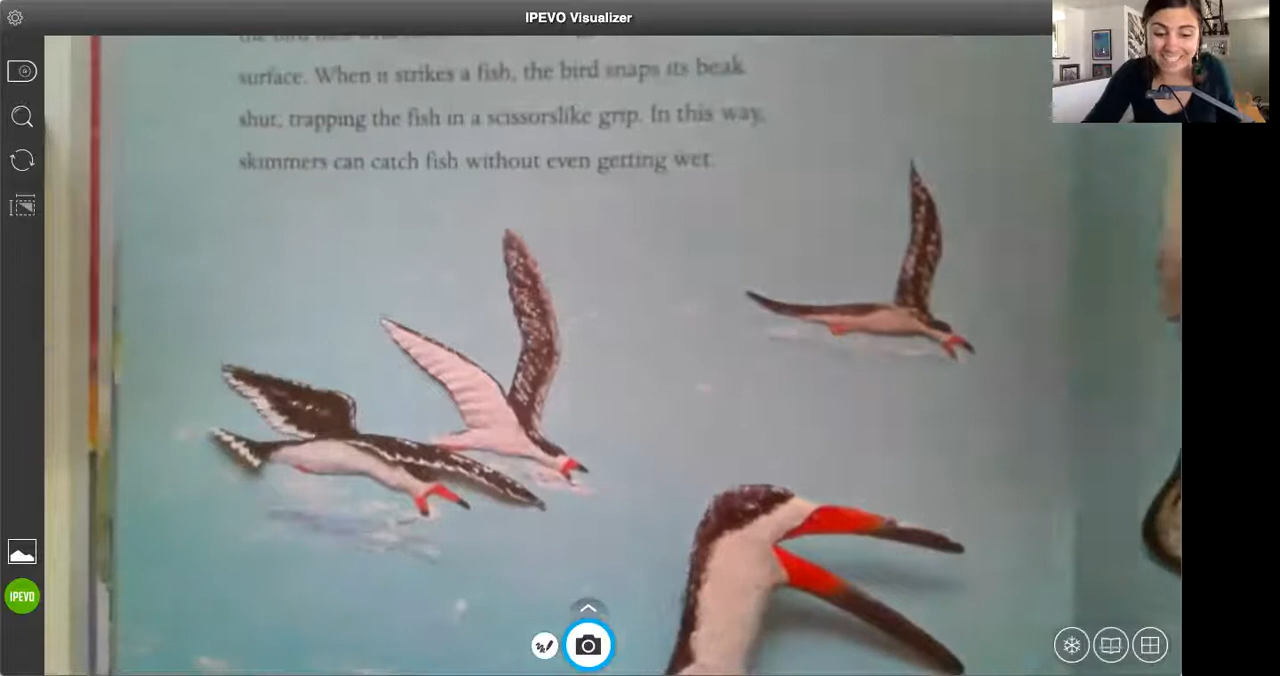 IPEVO Visualizer
surface. When it strikes a fish, the bird snaps its beak
shut, trapping the fish in a scissorslike grip. In this way,
skimmers can catch fish without even getting wet.
IPEVO